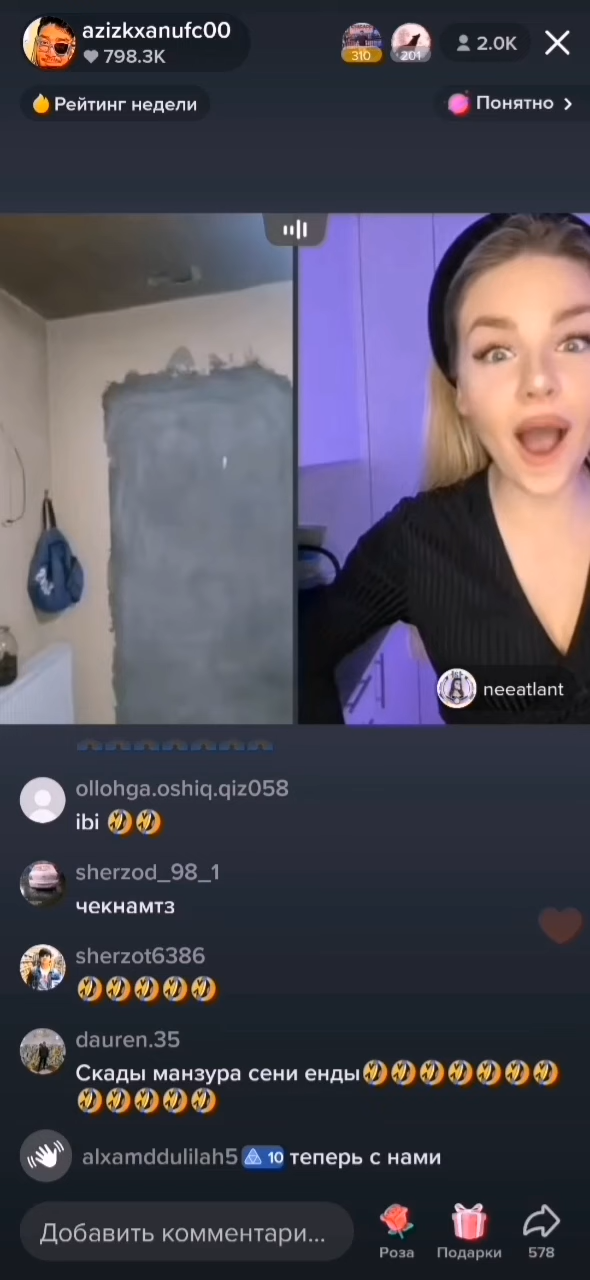 azizkxanufc00
798.3K
310
201
2.0K
Рейтинг недели
Понятно
neeatlant
ollohga.oshiq.qiz058
ibi 🤣🤣
sherzod_98_1
чекнамтз
sherzot6386
🤣🤣🤣🤣🤣
dauren.35
Скады манзура сени енды🤣🤣🤣🤣🤣🤣🤣
🤣🤣🤣🤣🤣
alxamddulilah5 10 теперь с нами
Добавить комментари...
Роза
Подарки
578